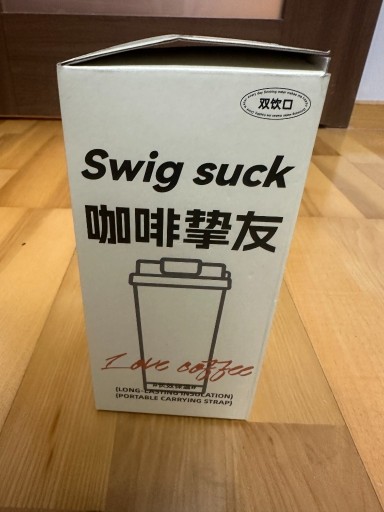 双饮口
Swig suck
咖啡挚友
I Love coffee
(LONG-LASTING INSULATION)
(PORTABLE CARRYING STRAP)